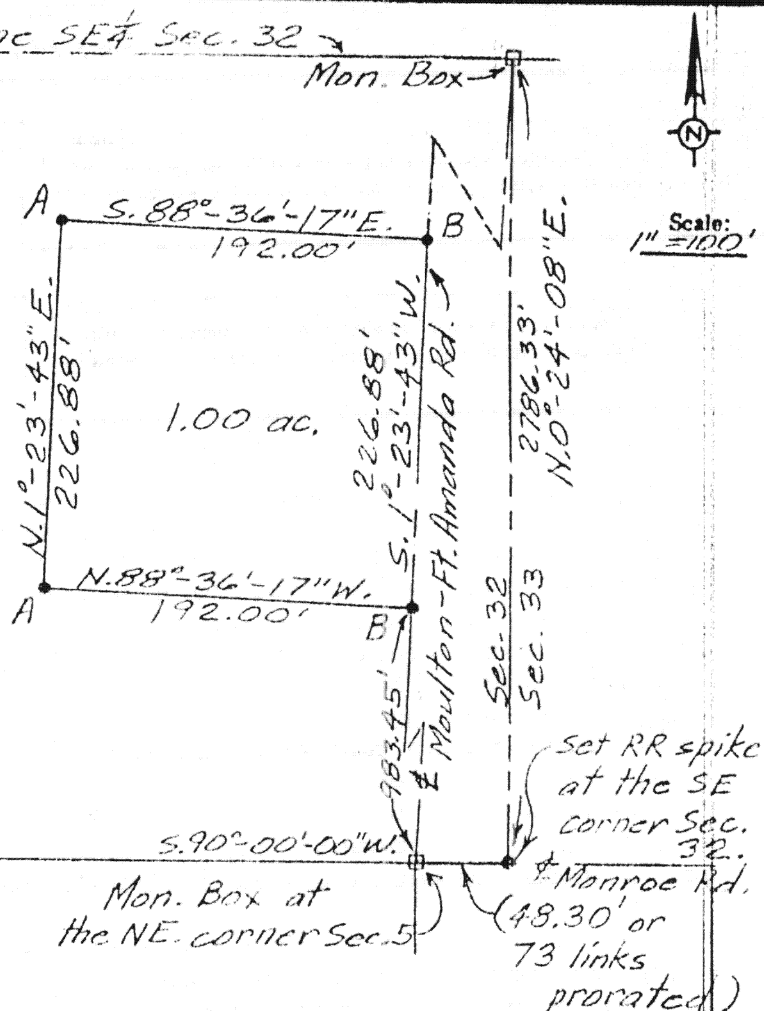 ne SE¼ Sec. 32
Mon. Box
N
Scale:
1" = 100'
A
S. 88°-36'-17" E.
192.00'
B
N. 1°-23'-43" E.
226.88'
1.00 ac.
226.88'
S. 1°-23'-43" W.
Moulton-Ft. Amanda Rd.
2786.33'
N. 0°-24'-08" E.
A
N. 88°-36'-17" W.
192.00'
B
Sec. 32
Sec. 33
983.45'
℄
Set RR spike
at the SE
corner Sec.
32.
S. 90°-00'-00" W.
℄ Monroe Rd.
Mon. Box at
the NE. corner Sec. 5
(48.30' or
73 links
prorated)